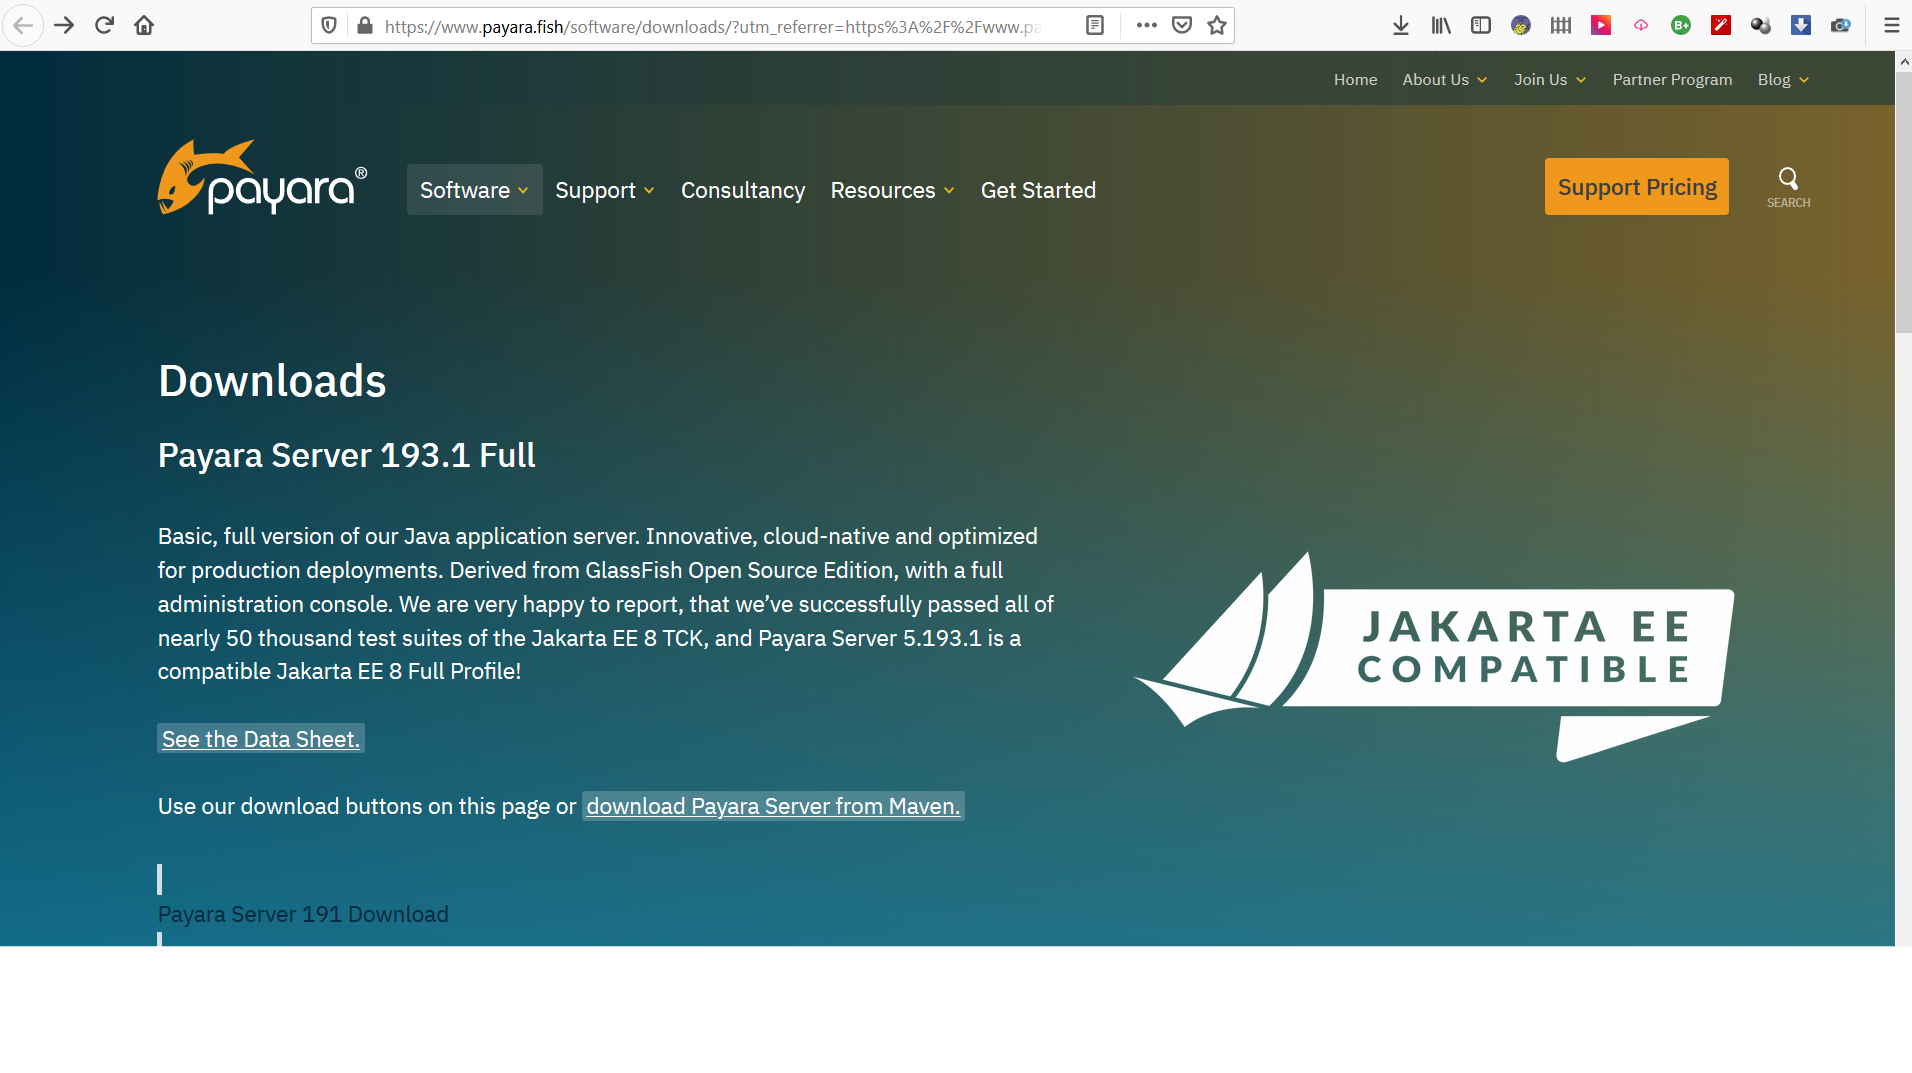 https://www.payara.fish/software/downloads/?utm_referrer=https%3A%2F%2Fwww.pa
Home About Us Join Us Partner Program Blog
payara®
Software Support Consultancy Resources Get Started
Support Pricing
SEARCH
Downloads
Payara Server 193.1 Full
Basic, full version of our Java application server. Innovative, cloud-native and optimized
for production deployments. Derived from GlassFish Open Source Edition, with a full
administration console. We are very happy to report, that we’ve successfully passed all of
nearly 50 thousand test suites of the Jakarta EE 8 TCK, and Payara Server 5.193.1 is a
compatible Jakarta EE 8 Full Profile!
JAKARTA EE
COMPATIBLE
See the Data Sheet.
Use our download buttons on this page or download Payara Server from Maven.
Payara Server 191 Download